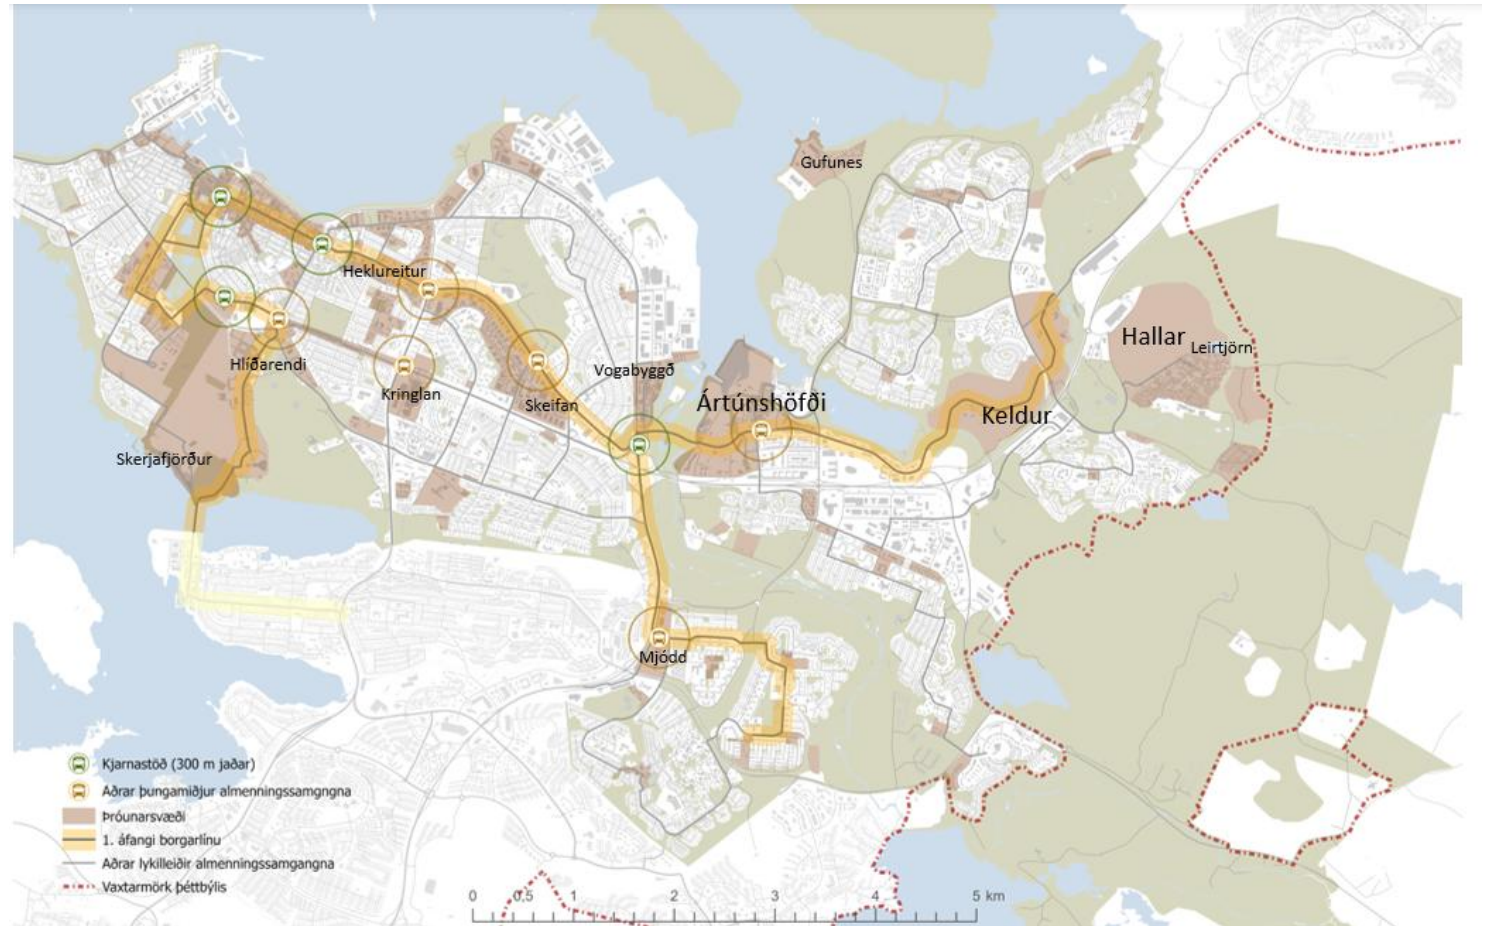 Gufunes
Heklureitur
Hallar
Leirtjörn
Hlíðarendi
Vogabyggð
Kringlan
Skeifan
Ártúnshöfði
Keldur
Skerjafjörður
Mjódd
Kjarnastöð (300 m jaðar)
Aðrar þungamiðjur almenningssamgngna
Þróunarsvæði
1. áfangi borgarlínu
Aðrar lykilleiðir almenningssamgangna
Vaxtarmörk þéttbýlis
0 0,5 1 2 3 4 5 km